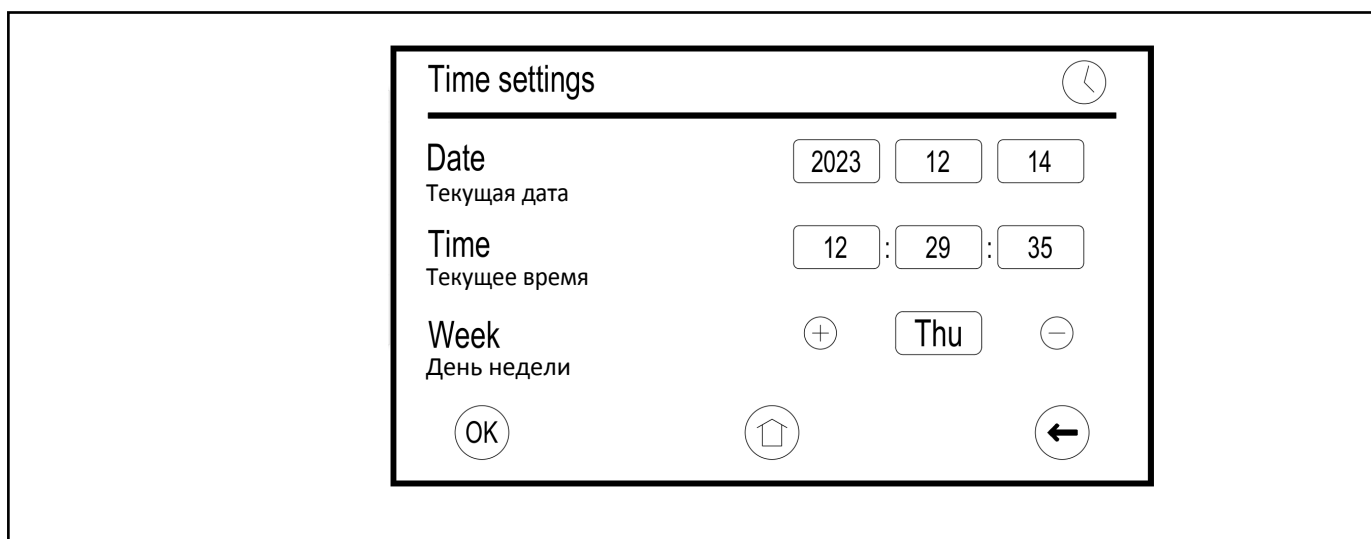 Time settings
Date 2023 12 14
Текущая дата
Time 12 : 29 : 35
Текущее время
Week + Thu −
День недели
OK